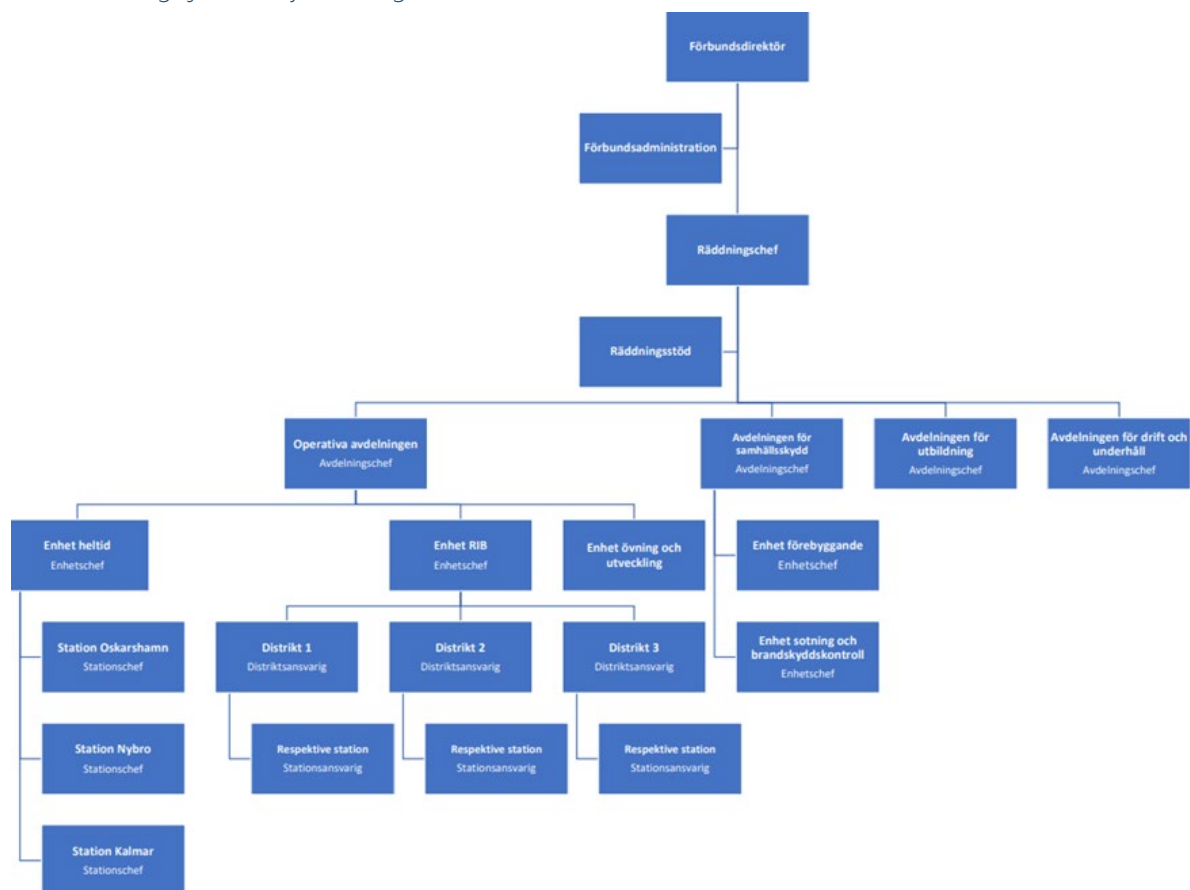 Förbundsdirektör
Förbundsadministration
Räddningschef
Räddningsstöd
Operativa avdelningen
Avdelningschef
Avdelningen för
samhällsskydd
Avdelningschef
Avdelningen för
utbildning
Avdelningschef
Avdelningen för drift och
underhåll
Avdelningschef
Enhet heltid
Enhetschef
Enhet RIB
Enhetschef
Enhet övning och
utveckling
Enhet förebyggande
Enhetschef
Station Oskarshamn
Stationschef
Distrikt 1
Distriktsansvarig
Distrikt 2
Distriktsansvarig
Distrikt 3
Distriktsansvarig
Enhet sotning och
brandskyddskontroll
Enhetschef
Station Nybro
Stationschef
Respektive station
Stationsansvarig
Respektive station
Stationsansvarig
Respektive station
Stationsansvarig
Station Kalmar
Stationschef